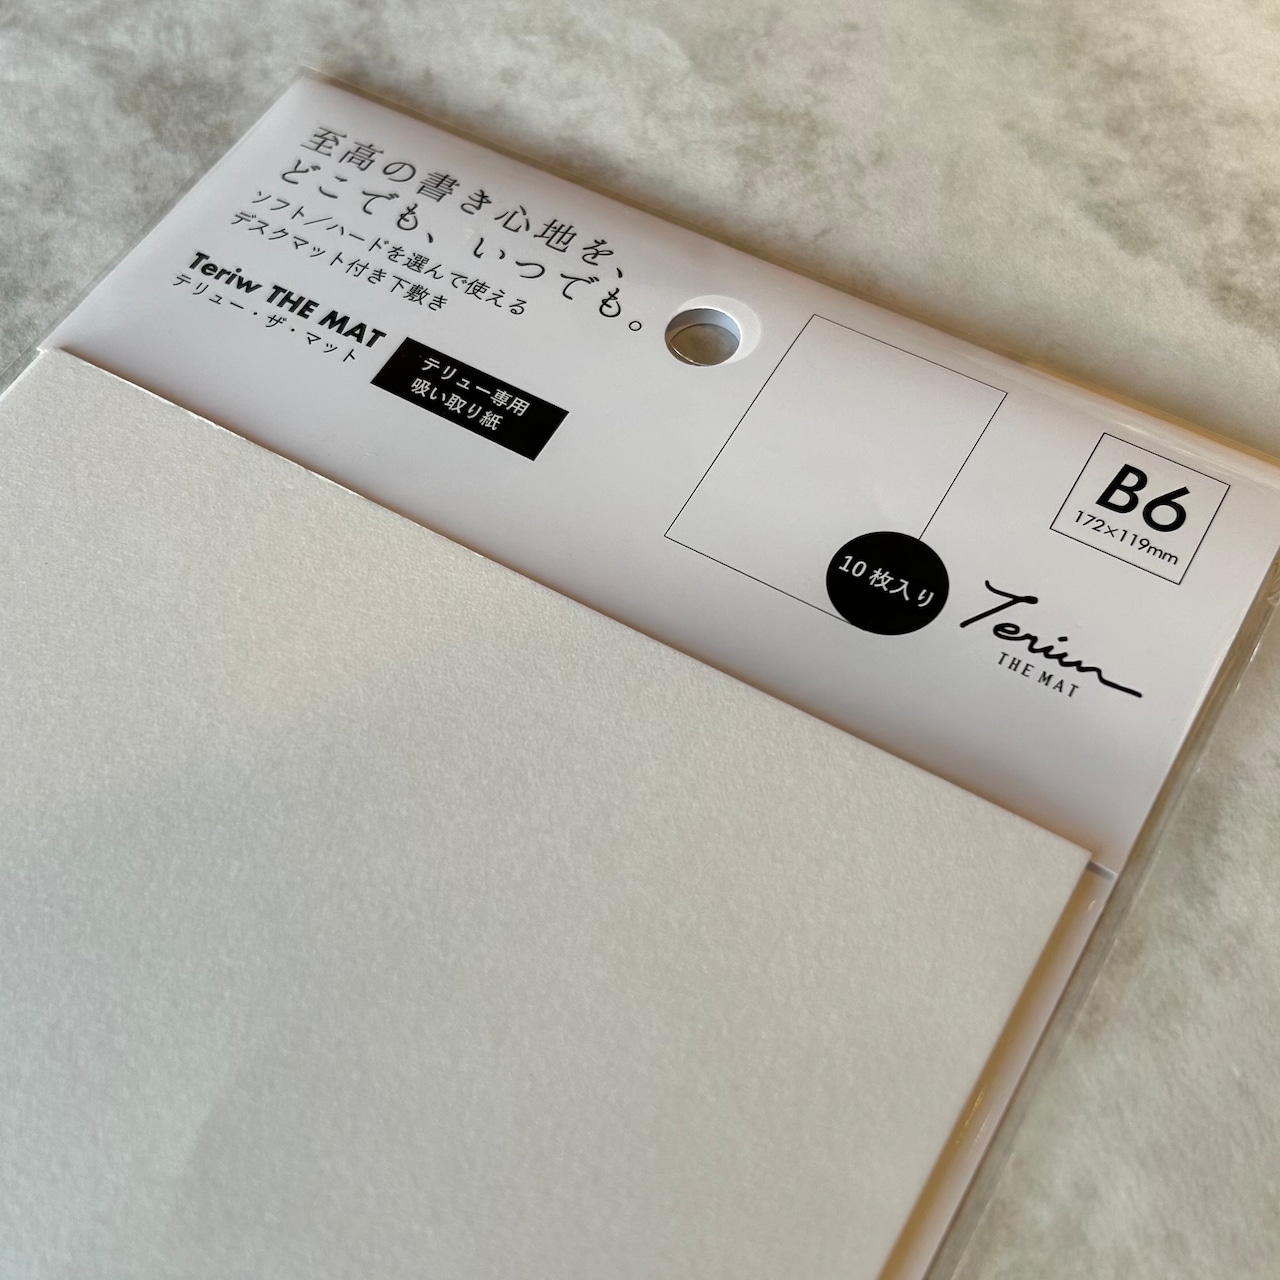 至高の書き心地を、
どこでも、いつでも。
ソフト／ハードを選んで使える
デスクマット付き下敷き
Teriw THE MAT
テリュー・ザ・マット
テリュー専用
吸い取り紙
10枚入り
B6
172×119mm
Teriw
THE MAT